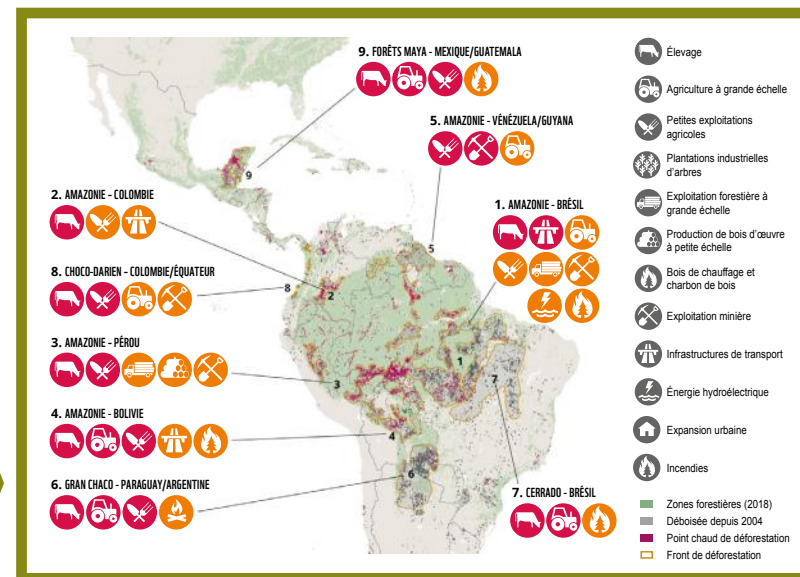 9. FORÊTS MAYA - MEXIQUE/GUATEMALA
5. AMAZONIE - VÉNÉZUELA/GUYANA
2. AMAZONIE - COLOMBIE
1. AMAZONIE - BRÉSIL
8. CHOCO-DARIEN - COLOMBIE/ÉQUATEUR
3. AMAZONIE - PÉROU
4. AMAZONIE - BOLIVIE
6. GRAN CHACO - PARAGUAY/ARGENTINE
7. CERRADO - BRÉSIL
9
5
2
8
1
3
7
4
6
Élevage
Agriculture à grande échelle
Petites exploitations
agricoles
Plantations industrielles
d'arbres
Exploitation forestière à
grande échelle
Production de bois d'œuvre
à petite échelle
Bois de chauffage et
charbon de bois
Exploitation minière
Infrastructures de transport
Énergie hydroélectrique
Expansion urbaine
Incendies
Zones forestières (2018)
Déboisée depuis 2004
Point chaud de déforestation
Front de déforestation